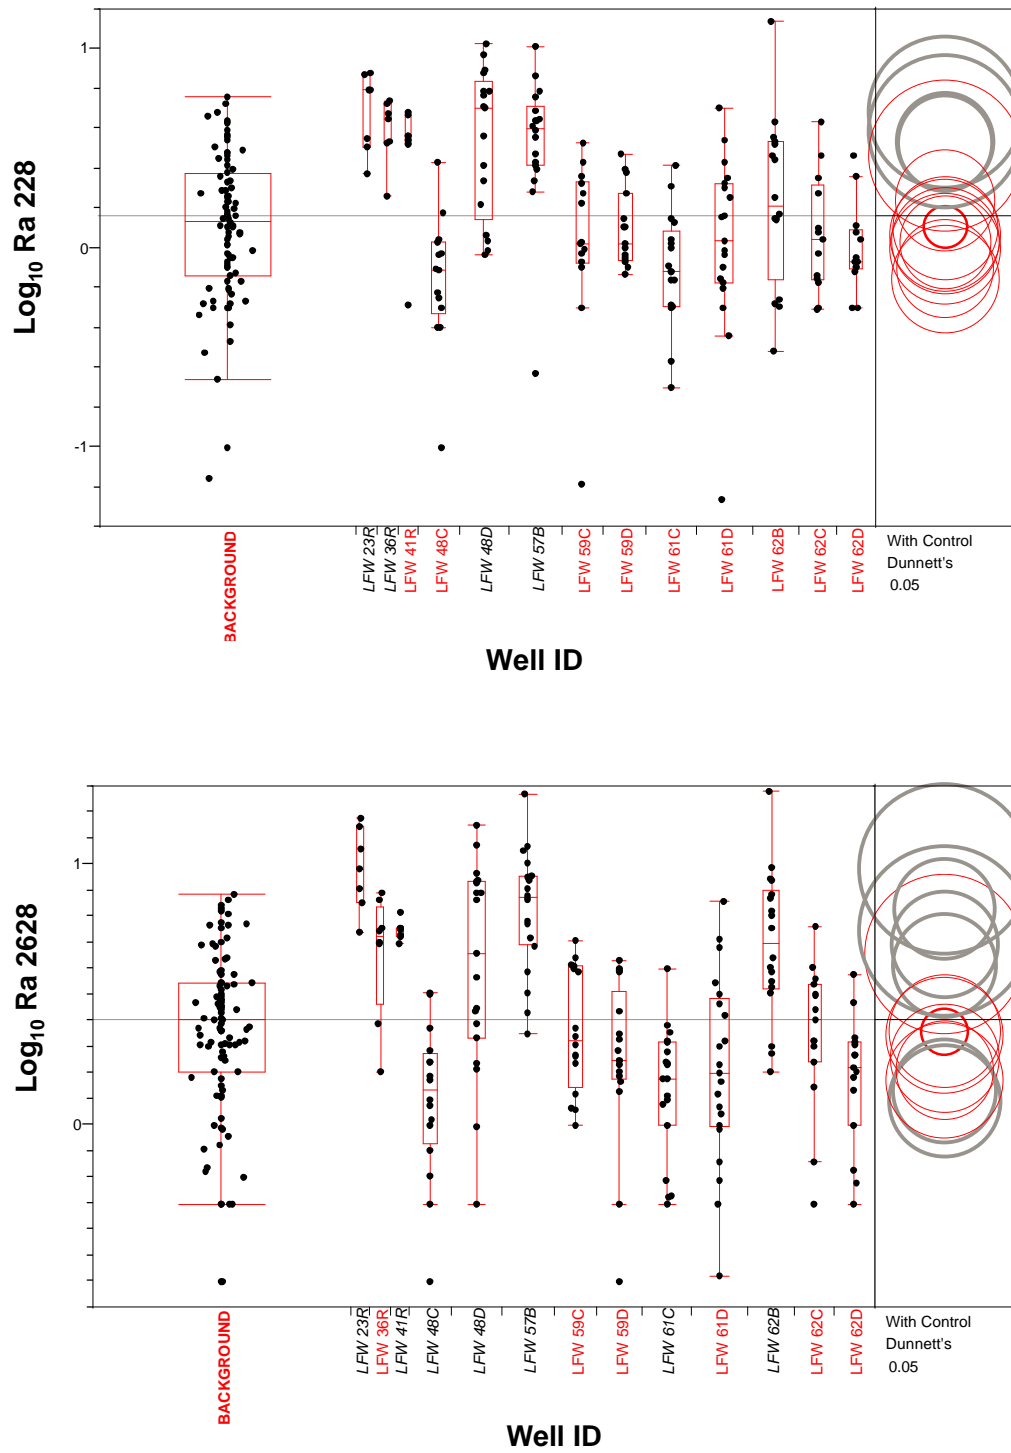 Log10 Ra 228
1
0
-1
BACKGROUND
LFW 23R
LFW 36R
LFW 41R
LFW 48C
LFW 48D
LFW 57B
LFW 59C
LFW 59D
LFW 61C
LFW 61D
LFW 62B
LFW 62C
LFW 62D
With Control
Dunnett's
0.05
Well ID
Log10 Ra 2628
1
0
BACKGROUND
LFW 23R
LFW 36R
LFW 41R
LFW 48C
LFW 48D
LFW 57B
LFW 59C
LFW 59D
LFW 61C
LFW 61D
LFW 62B
LFW 62C
LFW 62D
With Control
Dunnett's
0.05
Well ID